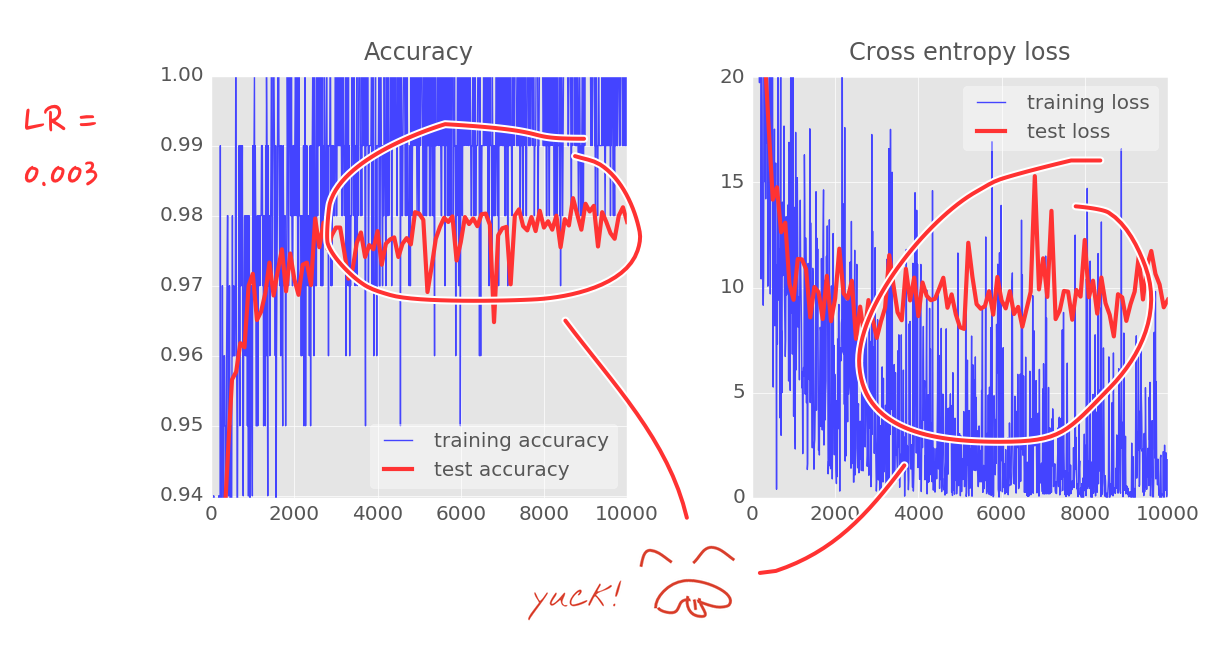 Accuracy
Cross entropy loss
LR =
0.003
1.00
0.99
0.98
0.97
0.96
0.95
0.94
0 2000 4000 6000 8000 10000
training accuracy
test accuracy
20
15
10
5
0
0 2000 4000 6000 8000 10000
training loss
test loss
yuck!